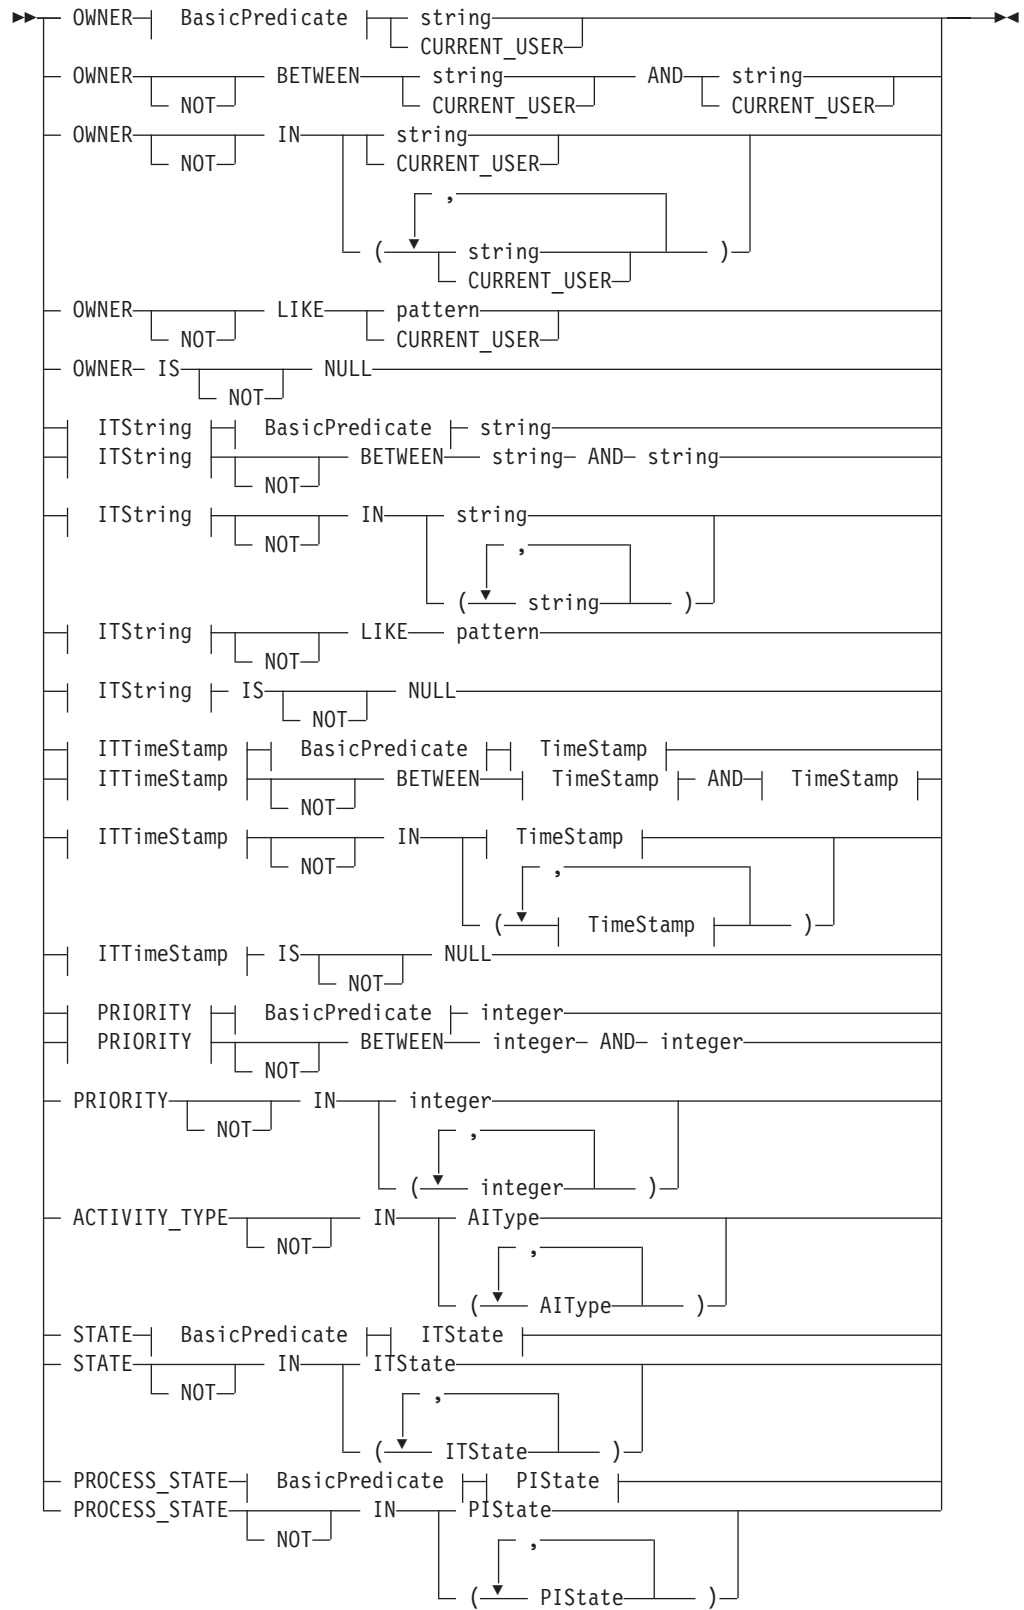 OWNER BasicPredicate string
CURRENT_USER
OWNER BETWEEN string AND string
NOT CURRENT_USER CURRENT_USER
OWNER IN string
NOT CURRENT_USER
,
( string )
CURRENT_USER
OWNER LIKE pattern
NOT CURRENT_USER
OWNER IS NULL
NOT
ITString BasicPredicate string
ITString BETWEEN string AND string
NOT
ITString IN string
NOT ,
( string )
ITString LIKE pattern
NOT
ITString IS NULL
NOT
ITTimeStamp BasicPredicate TimeStamp
ITTimeStamp BETWEEN TimeStamp AND TimeStamp
NOT
ITTimeStamp IN TimeStamp
NOT ,
( TimeStamp )
ITTimeStamp IS NULL
NOT
PRIORITY BasicPredicate integer
PRIORITY BETWEEN integer AND integer
NOT
PRIORITY IN integer
NOT ,
( integer )
ACTIVITY_TYPE IN AIType
NOT ,
( AIType )
STATE BasicPredicate ITState
STATE IN ITState
NOT ,
( ITState )
PROCESS_STATE BasicPredicate PIState
PROCESS_STATE IN PIState
NOT ,
( PIState )